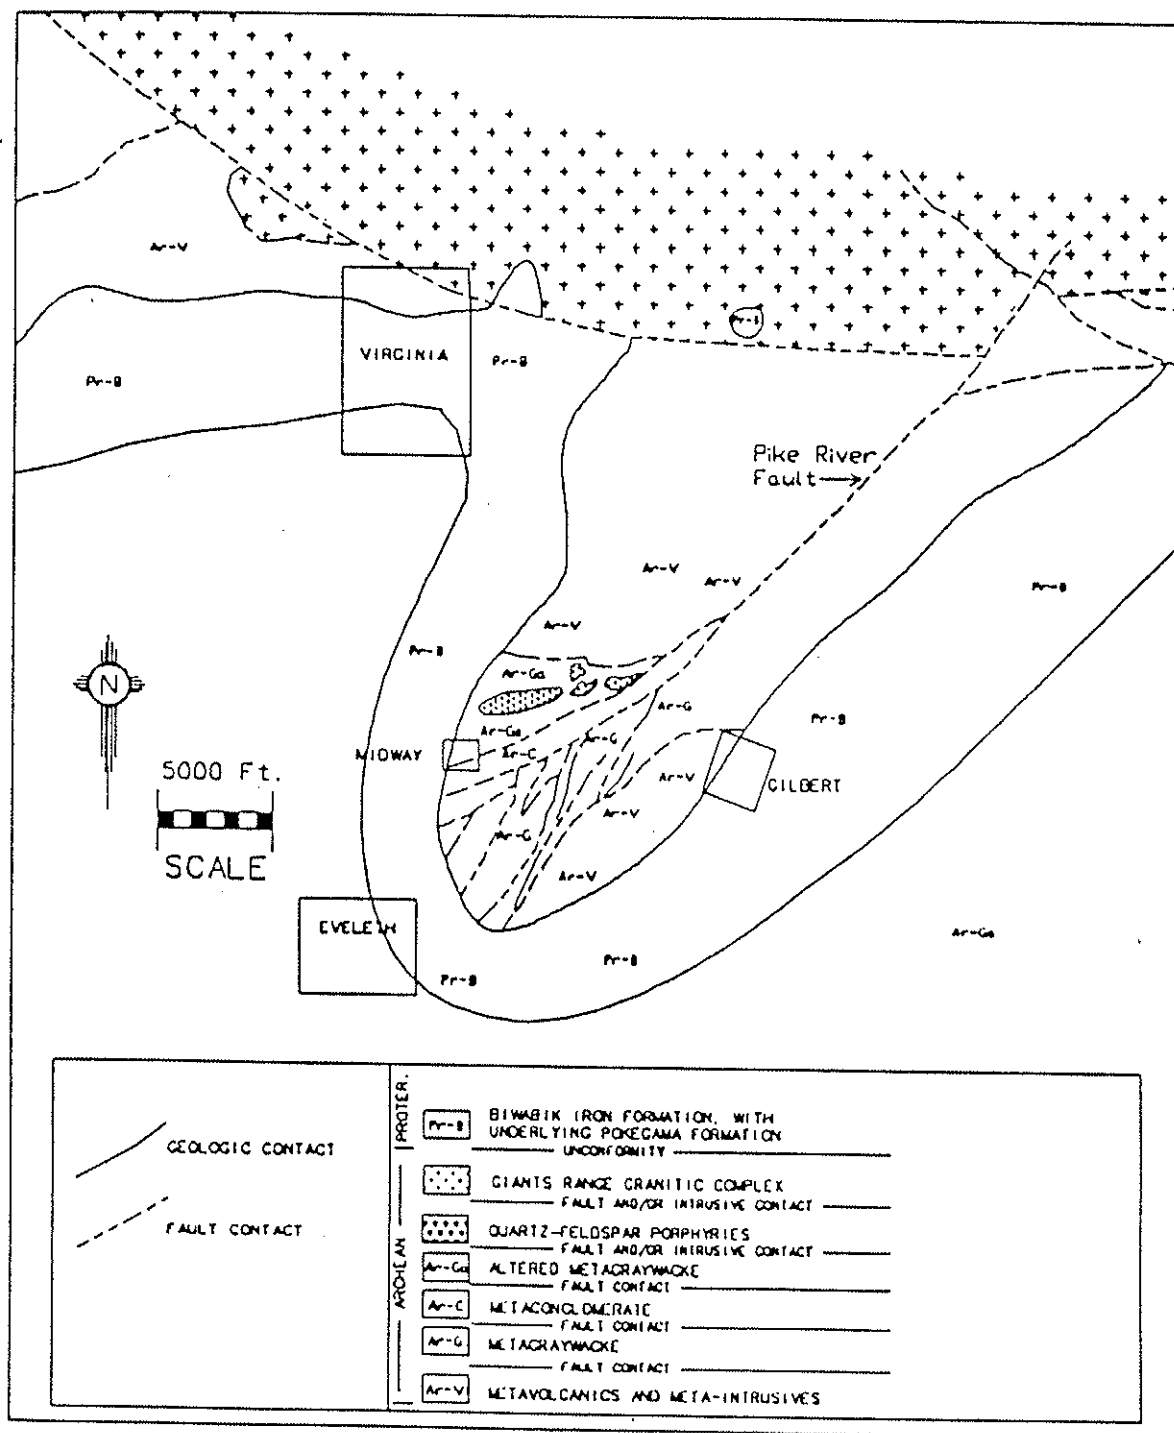 Ar-V
Pr-B
VIRGINIA
Pr-B
Pr-B
Pike River
Fault
Ar-V
Ar-V
Pr-B
Ar-V
Pr-B
N
Ar-Ga
Ar-G
Pr-B
Ar-Ga
Ar-G
MIDWAY
Ar-C
5000 Ft.
Ar-V
GILBERT
Ar-V
Ar-G
SCALE
Ar-V
EVELETH
Ar-Ga
Pr-B
Pr-B
GEOLOGIC CONTACT
FAULT CONTACT
PROTER.
Pr-B
BIWABIK IRON FORMATION, WITH
UNDERLYING POKEGAMA FORMATION
UNCONFORMITY
ARCHEAN
GIANTS RANGE GRANITIC COMPLEX
FAULT AND/OR INTRUSIVE CONTACT
QUARTZ-FELDSPAR PORPHYRIES
FAULT AND/OR INTRUSIVE CONTACT
Ar-Ga
ALTERED METAGRAYWACKE
FAULT CONTACT
Ar-C
METACONGLOMERATE
FAULT CONTACT
Ar-G
METAGRAYWACKE
FAULT CONTACT
Ar-V
METAVOLCANICS AND META-INTRUSIVES